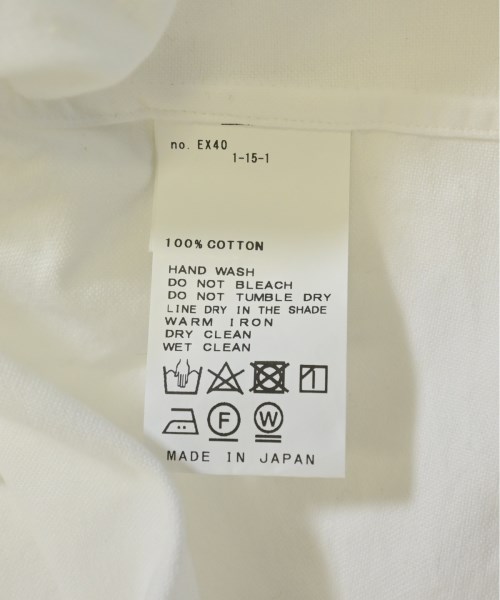 no. EX40
1-15-1
100% COTTON
HAND WASH
DO NOT BLEACH
DO NOT TUMBLE DRY
LINE DRY IN THE SHADE
WARM IRON
DRY CLEAN
WET CLEAN
F W
MADE IN JAPAN